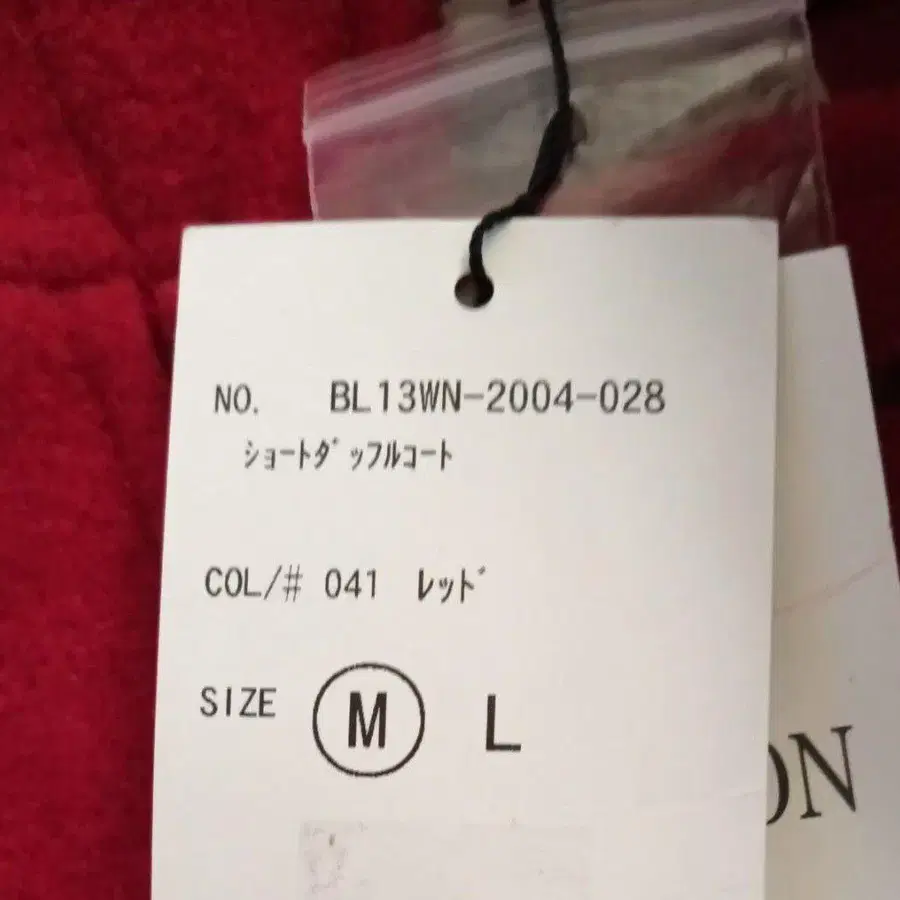 NO. BL13WN-2004-028
ｼｮｰﾄﾀﾞｯﾌﾙｺｰﾄ
COL/# 041 ﾚｯﾄﾞ
SIZE M L
ON